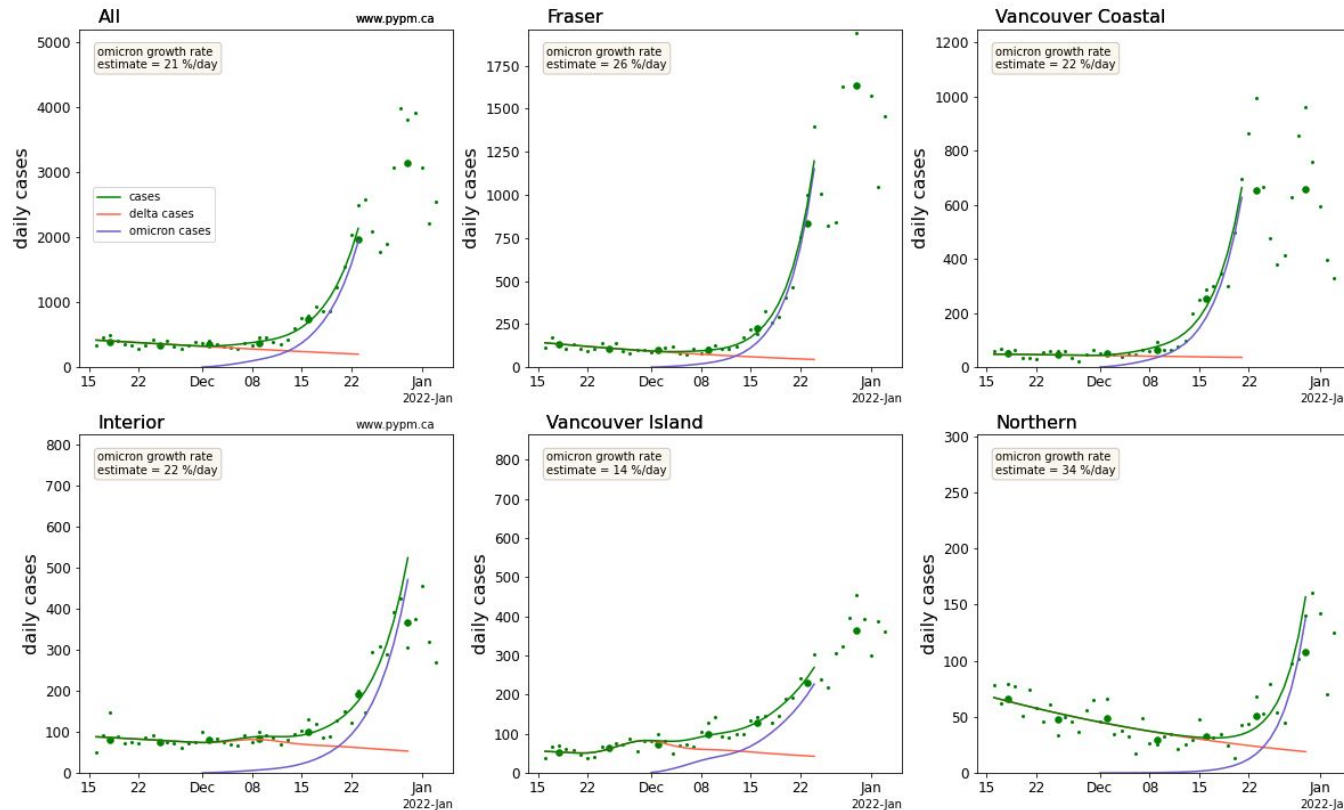 All www.pypm.ca
omicron growth rate
estimate = 21 %/day
cases
delta cases
omicron cases
daily cases
5000
4000
3000
2000
1000
0
15 22 Dec 08 15 22 Jan
2022-Jan
Fraser
omicron growth rate
estimate = 26 %/day
daily cases
1750
1500
1250
1000
750
500
250
0
15 22 Dec 08 15 22 Jan
2022-Jan
Vancouver Coastal
omicron growth rate
estimate = 22 %/day
daily cases
1200
1000
800
600
400
200
0
15 22 Dec 08 15 22 Jan
2022-Jan
Interior www.pypm.ca
omicron growth rate
estimate = 22 %/day
daily cases
800
700
600
500
400
300
200
100
0
15 22 Dec 08 15 22 Jan
2022-Jan
Vancouver Island
omicron growth rate
estimate = 14 %/day
daily cases
800
700
600
500
400
300
200
100
0
15 22 Dec 08 15 22 Jan
2022-Jan
Northern
omicron growth rate
estimate = 34 %/day
daily cases
300
250
200
150
100
50
0
15 22 Dec 08 15 22 Jan
2022-Jan